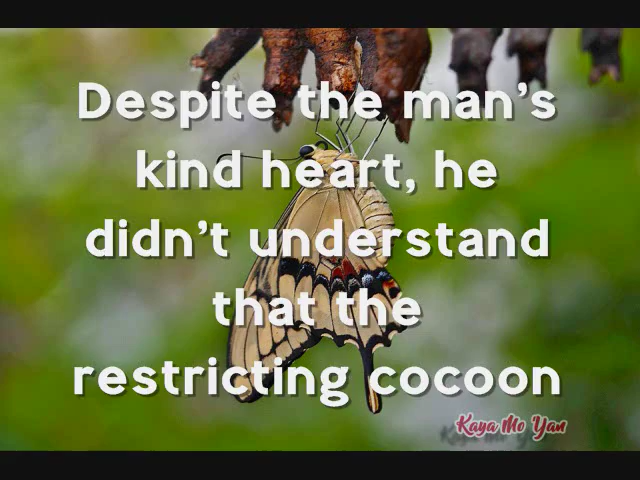 Despite the man's
kind heart, he
didn't understand
that the
restricting cocoon
Kaya Mo Yan